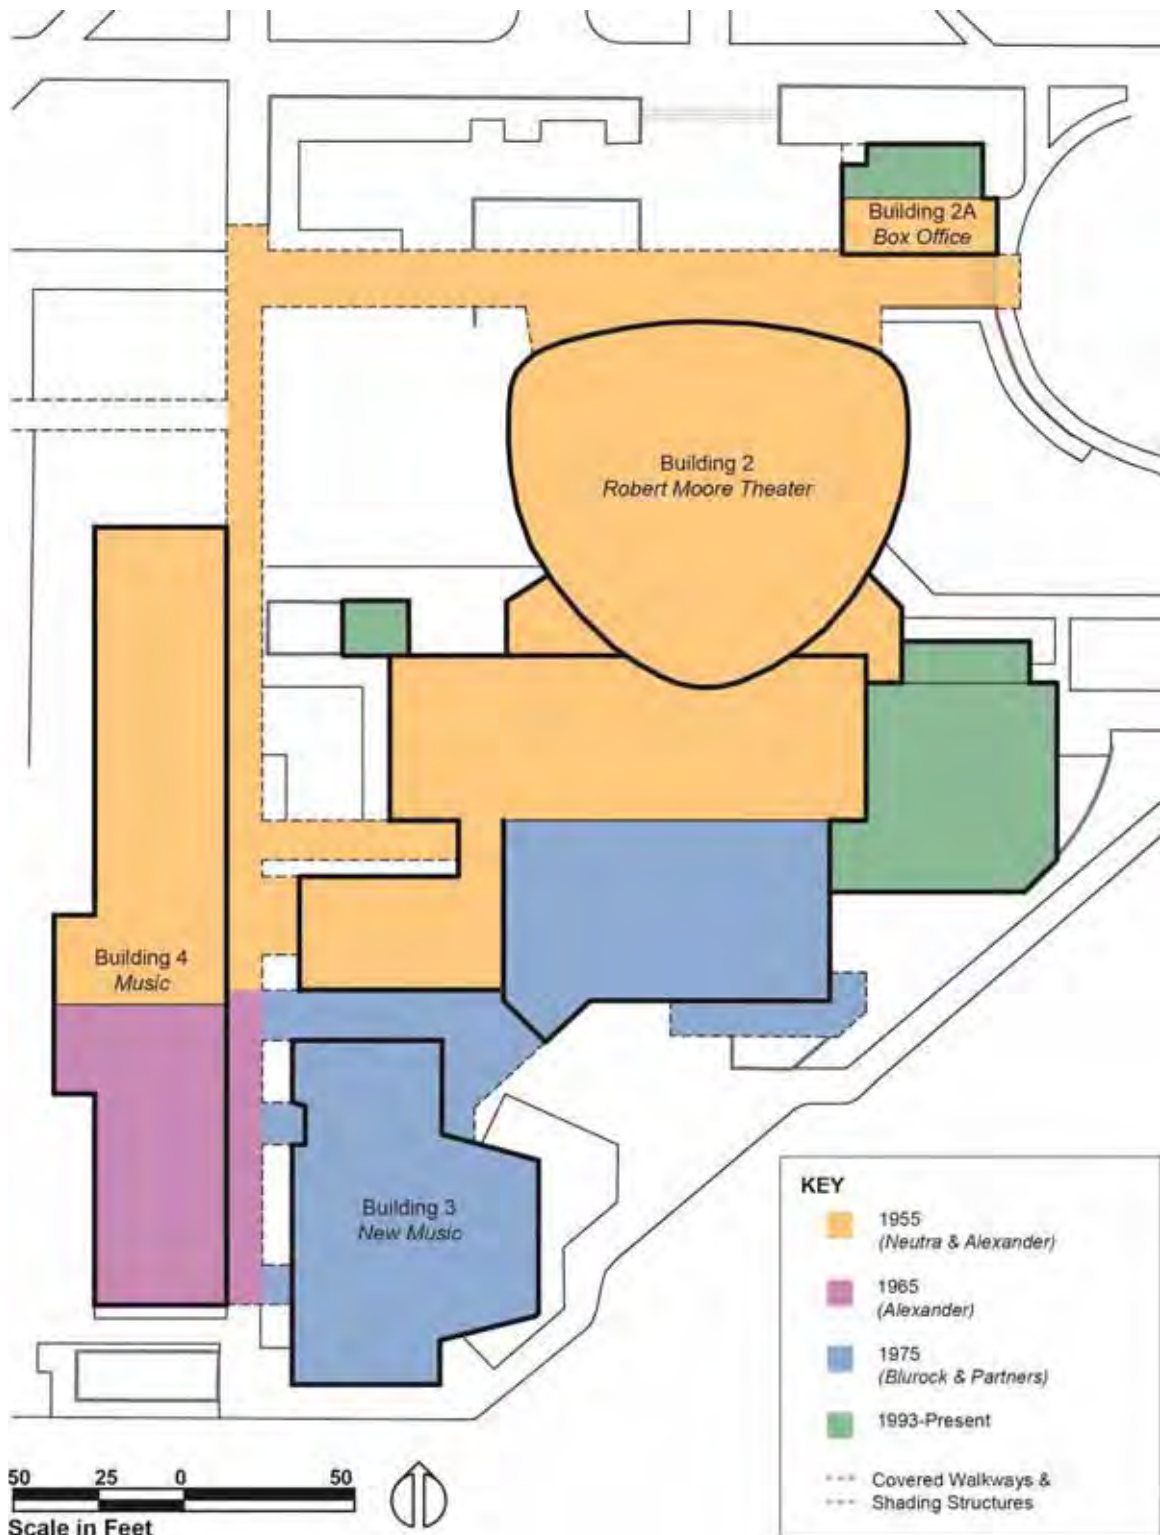 Building 2A
Box Office
Building 2
Robert Moore Theater
Building 4
Music
Building 3
New Music
KEY
1955
(Neutra & Alexander)
1965
(Alexander)
1975
(Blurock & Partners)
1993-Present
Covered Walkways &
Shading Structures
50 25 0 50
Scale in Feet